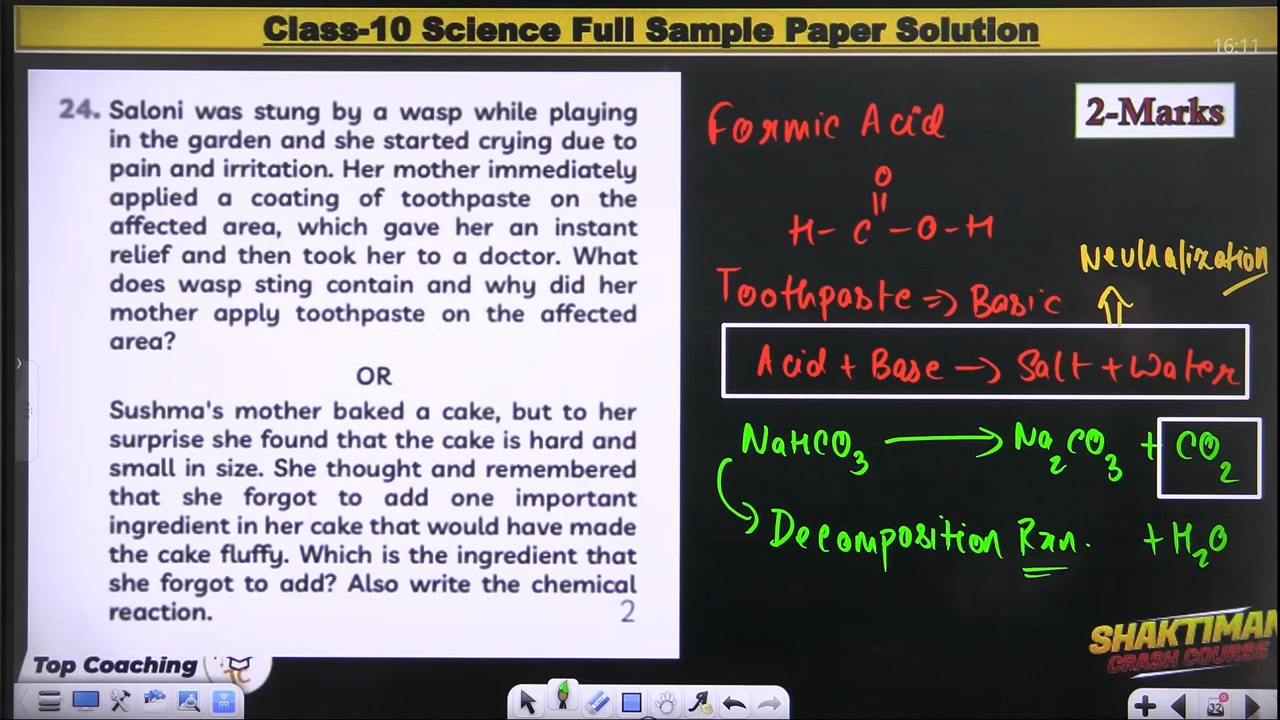 Class-10 Science Full Sample Paper Solution
16:11
24. Saloni was stung by a wasp while playing
in the garden and she started crying due to
pain and irritation. Her mother immediately
applied a coating of toothpaste on the
affected area, which gave her an instant
relief and then took her to a doctor. What
does wasp sting contain and why did her
mother apply toothpaste on the affected
area?
OR
Sushma's mother baked a cake, but to her
surprise she found that the cake is hard and
small in size. She thought and remembered
that she forgot to add one important
ingredient in her cake that would have made
the cake fluffy. Which is the ingredient that
she forgot to add? Also write the chemical
reaction. 2
2-Marks
Formic Acid
O
H-C-O-H
Neutralization
Toothpaste => Basic
Acid + Base → Salt + Water
NaHCO3 → Na2CO3 + CO2
Decomposition Rxn. + H2O
SHAKTIMAN
CRASH COURSE
Top Coaching
TC
32